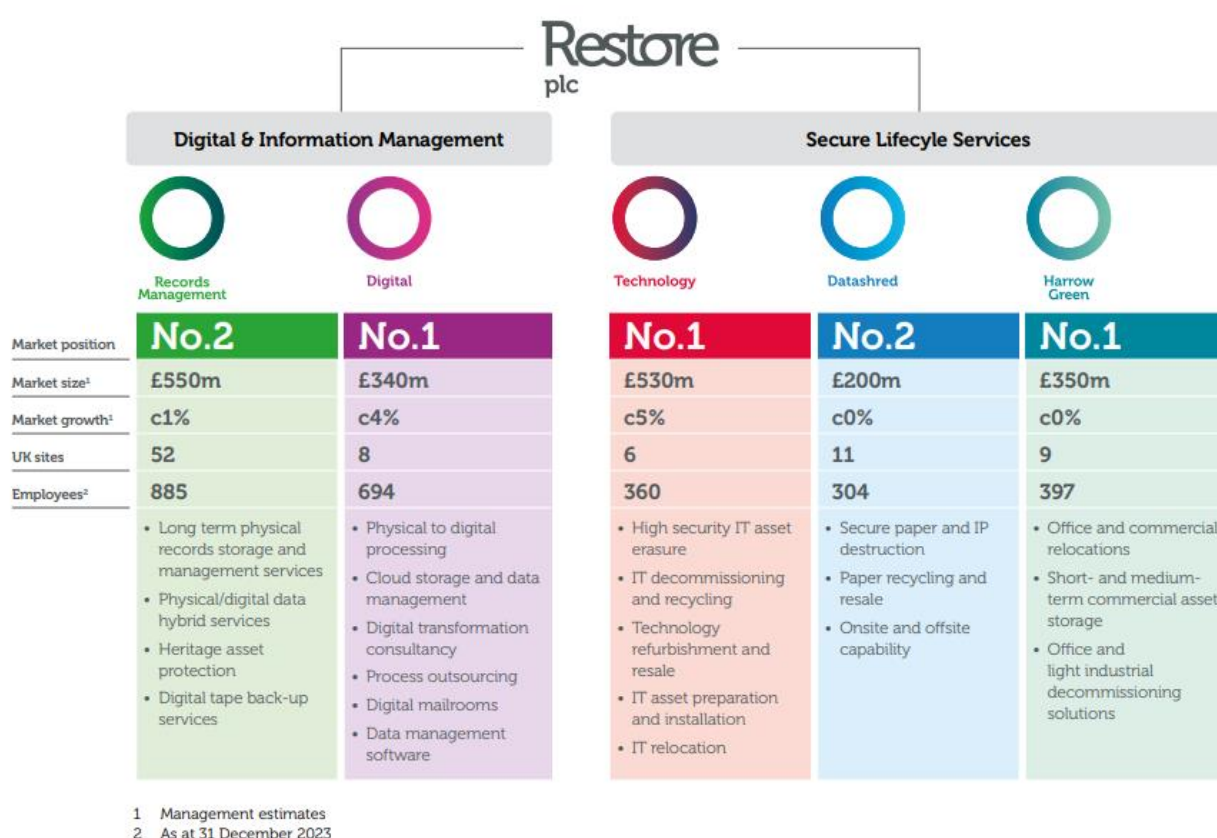 Restore
plc
Digital & Information Management
Secure Lifecyle Services
Records
Management
Digital
Technology
Datashred
Harrow
Green
Market position
No.2
No.1
No.1
No.2
No.1
Market size¹
£550m
£340m
£530m
£200m
£350m
Market growth¹
c1%
c4%
c5%
c0%
c0%
UK sites
52
8
6
11
9
Employees²
885
694
360
304
397
• Long term physical
records storage and
management services
• Physical/digital data
hybrid services
• Heritage asset
protection
• Digital tape back-up
services
• Physical to digital
processing
• Cloud storage and data
management
• Digital transformation
consultancy
• Process outsourcing
• Digital mailrooms
• Data management
software
• High security IT asset
erasure
• IT decommissioning
and recycling
• Technology
refurbishment and
resale
• IT asset preparation
and installation
• IT relocation
• Secure paper and IP
destruction
• Paper recycling and
resale
• Onsite and offsite
capability
• Office and commercial
relocations
• Short- and medium-
term commercial asset
storage
• Office and
light industrial
decommissioning
solutions
1 Management estimates
2 As at 31 December 2023